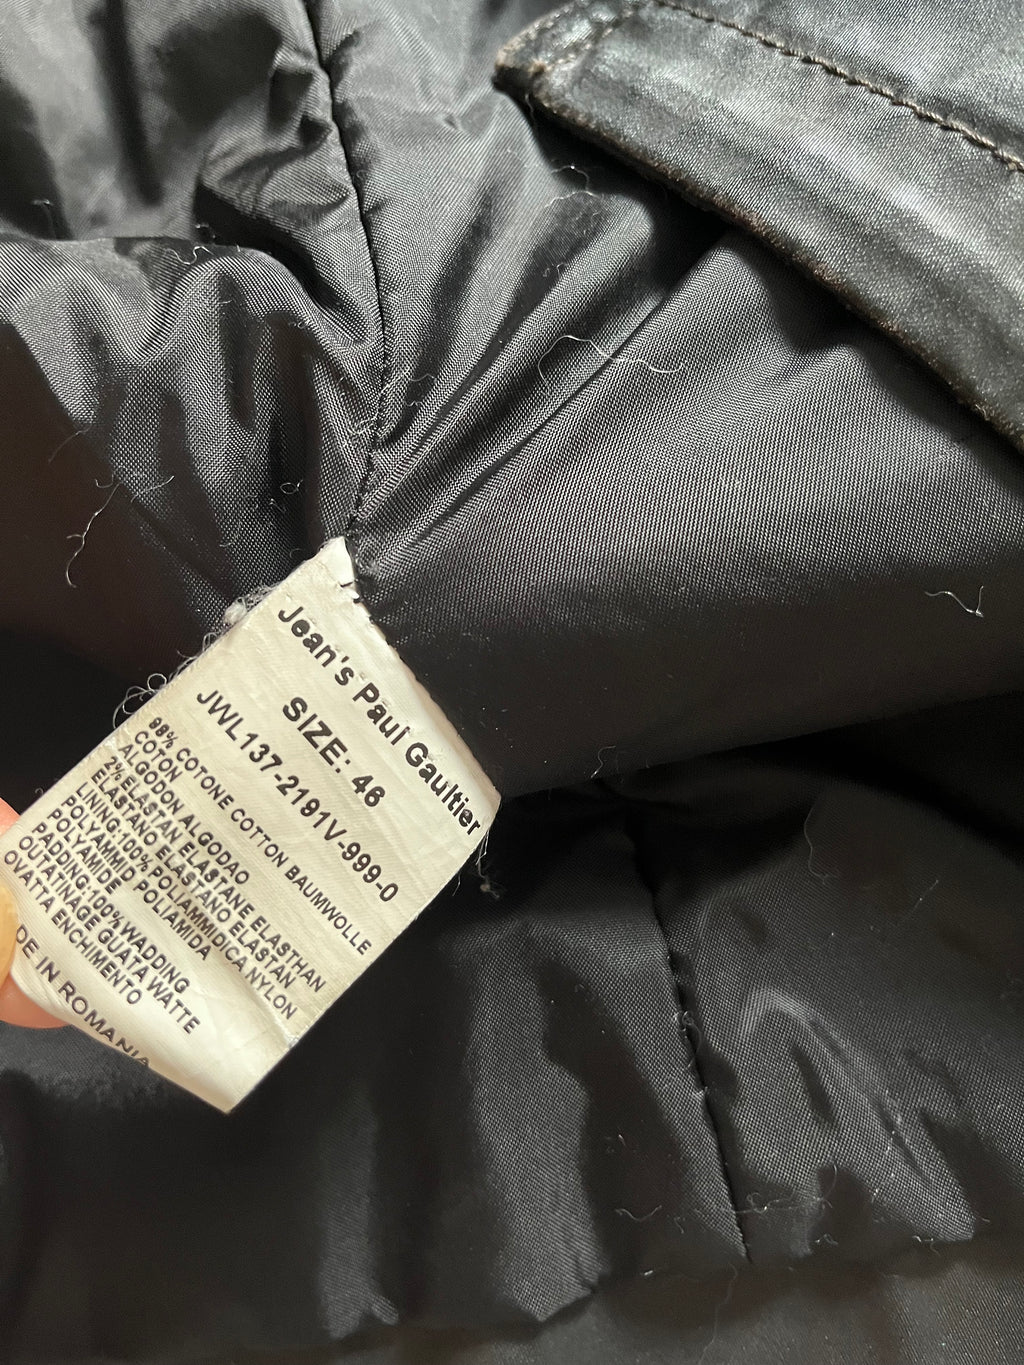 Jean's Paul Gaultier
SIZE: 46
JWL137-2191V-999-0
98% COTONE COTTON BAUMWOLLE
COTON
ALGODON ALGODAO
2% ELASTAN ELASTANE ELASTHAN
ELASTANO ELASTANO ELASTAN
LINING:100% POLIAMMIDICA NYLON
POLYAMMID POLIAMIDA
POLYAMIDE
PADDING:100%WADDING
OUTATINAGE GUATA WATTE
OVATTA ENCHIMENTO
DE IN ROMANIA